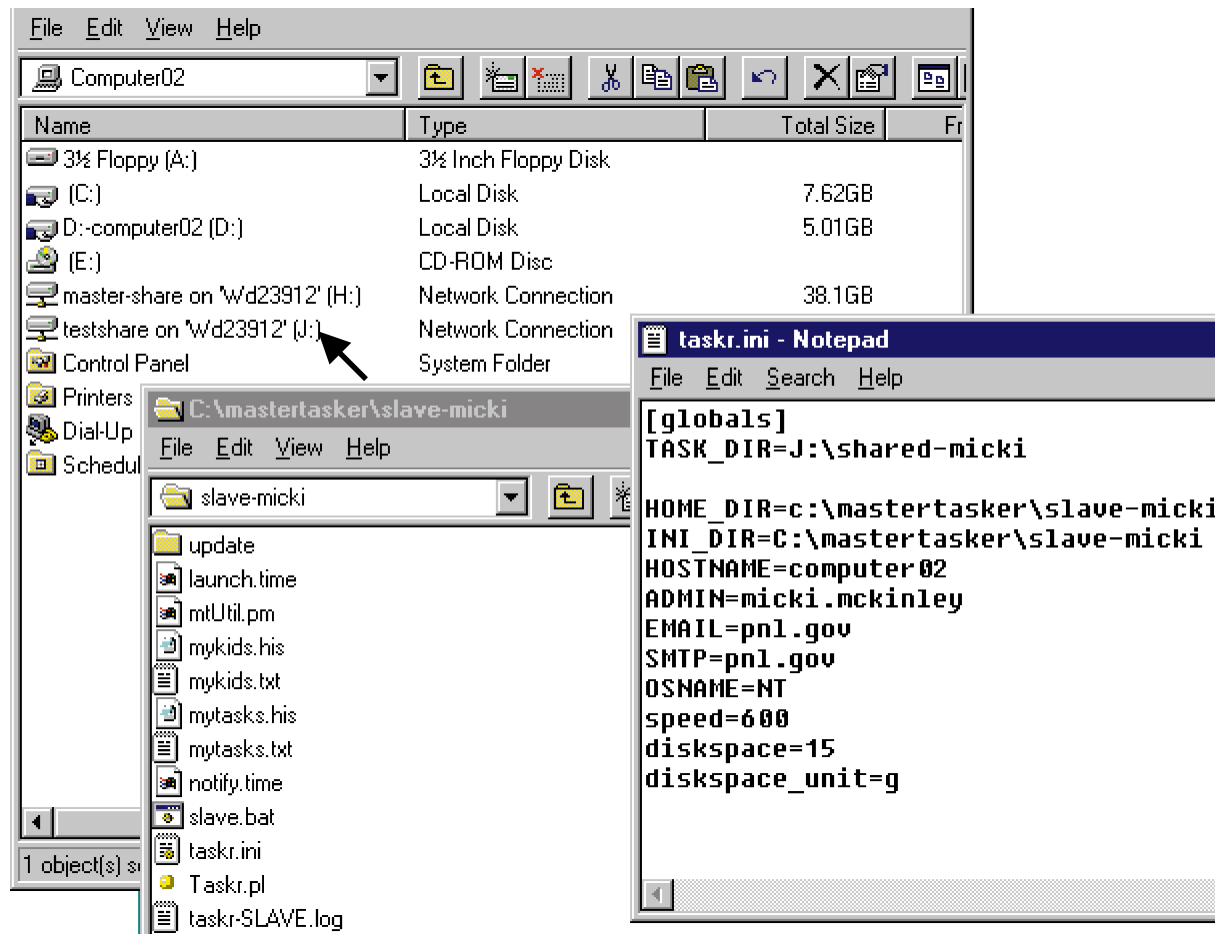 File Edit View Help
Computer02
Name Type Total Size Fr
3½ Floppy (A:) 3½ Inch Floppy Disk
(C:) Local Disk 7.62GB
D:-computer02 (D:) Local Disk 5.01GB
(E:) CD-ROM Disc
master-share on 'Wd23912' (H:) Network Connection 38.1GB
testshare on 'Wd23912' (J:) Network Connection
Control Panel System Folder
Printers
Dial-Up
Schedul
1 object(s) s
C:\mastertasker\slave-micki
File Edit View Help
slave-micki
update
launch.time
mtUtil.pm
mykids.his
mykids.txt
mytasks.his
mytasks.txt
notify.time
slave.bat
taskr.ini
Taskr.pl
taskr-SLAVE.log
taskr.ini - Notepad
File Edit Search Help
[globals]
TASK_DIR=J:\shared-micki
HOME_DIR=c:\mastertasker\slave-micki
INI_DIR=C:\mastertasker\slave-micki
HOSTNAME=computer02
ADMIN=micki.mckinley
EMAIL=pnl.gov
SMTP=pnl.gov
OSNAME=NT
speed=600
diskspace=15
diskspace_unit=g